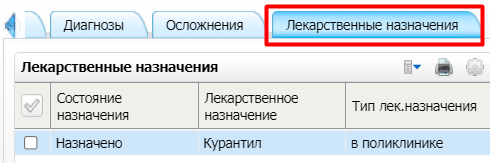 Диагнозы Осложнения Лекарственные назначения
Лекарственные назначения
Состояние назначения Лекарственное назначение Тип лек.назначения
Назначено Курантил в поликлинике